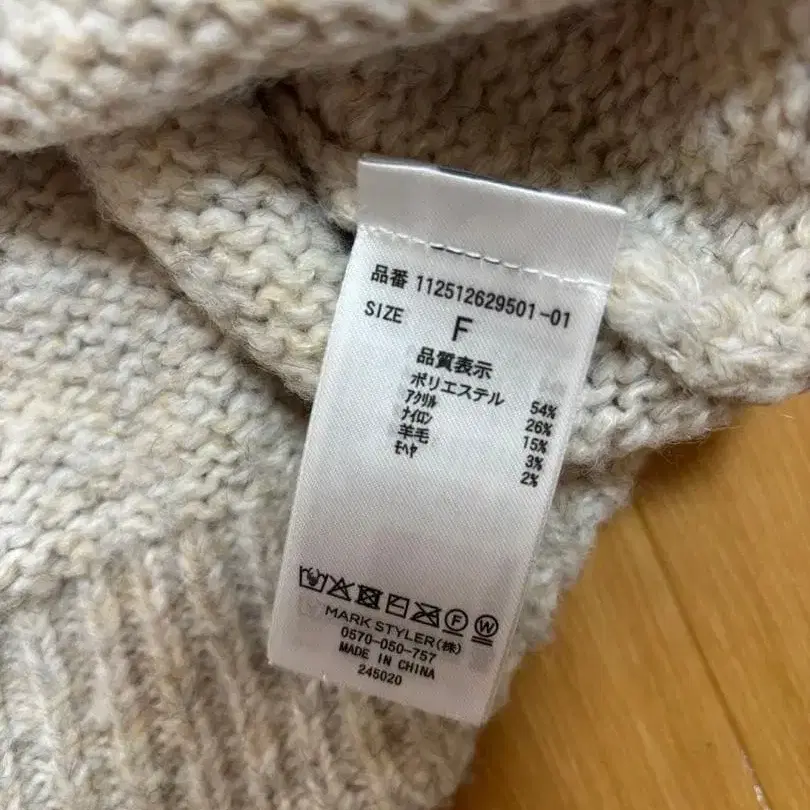 品番 112512629501-01
SIZE F
品質表示
ポリエステル 54%
アクリル 26%
ナイロン 15%
羊毛 3%
モヘヤ 2%
F W
MARK STYLER(株)
0570-050-757
MADE IN CHINA
245020